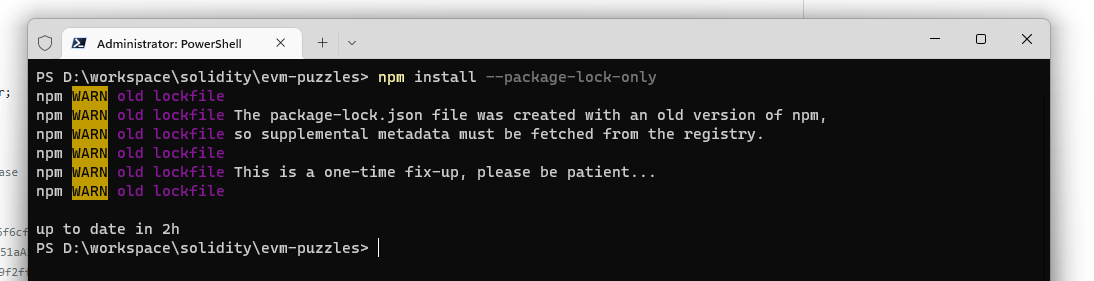 Administrator: PowerShell
r;
PS D:\workspace\solidity\evm-puzzles> npm install --package-lock-only
npm WARN old lockfile
npm WARN old lockfile The package-lock.json file was created with an old version of npm,
npm WARN old lockfile so supplemental metadata must be fetched from the registry.
npm WARN old lockfile
ase
npm WARN old lockfile This is a one-time fix-up, please be patient...
npm WARN old lockfile
6f6cf
up to date in 2h
51aA
PS D:\workspace\solidity\evm-puzzles>
9f2f